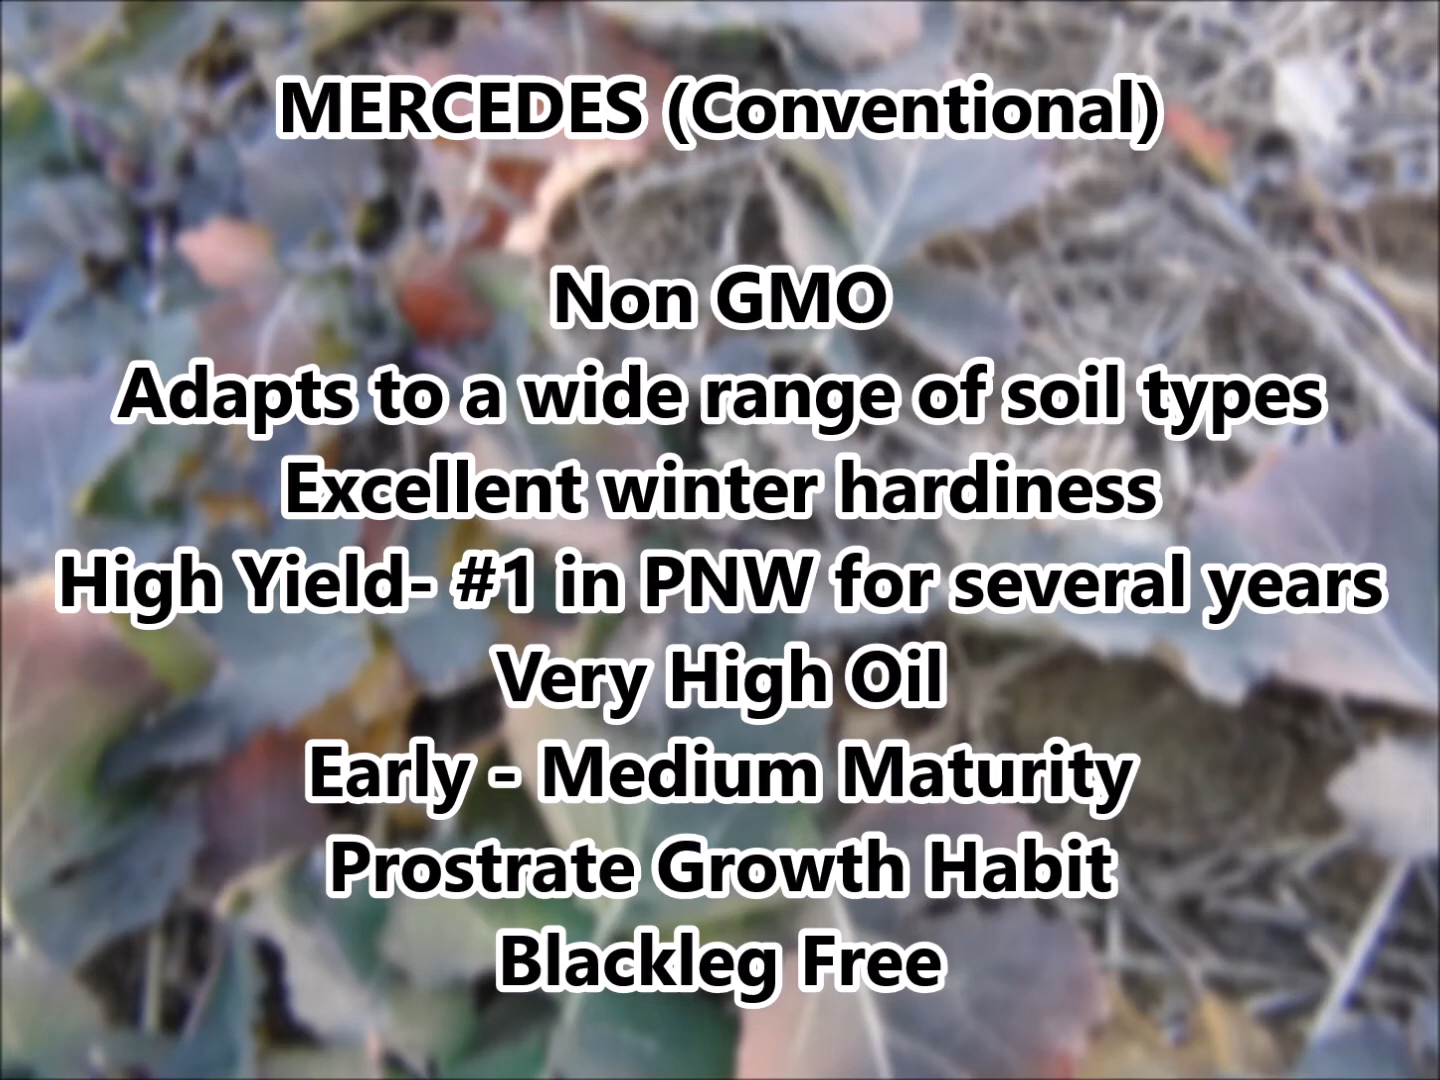 MERCEDES (Conventional)
Non GMO
Adapts to a wide range of soil types
Excellent winter hardiness
High Yield- #1 in PNW for several years
Very High Oil
Early - Medium Maturity
Prostrate Growth Habit
Blackleg Free